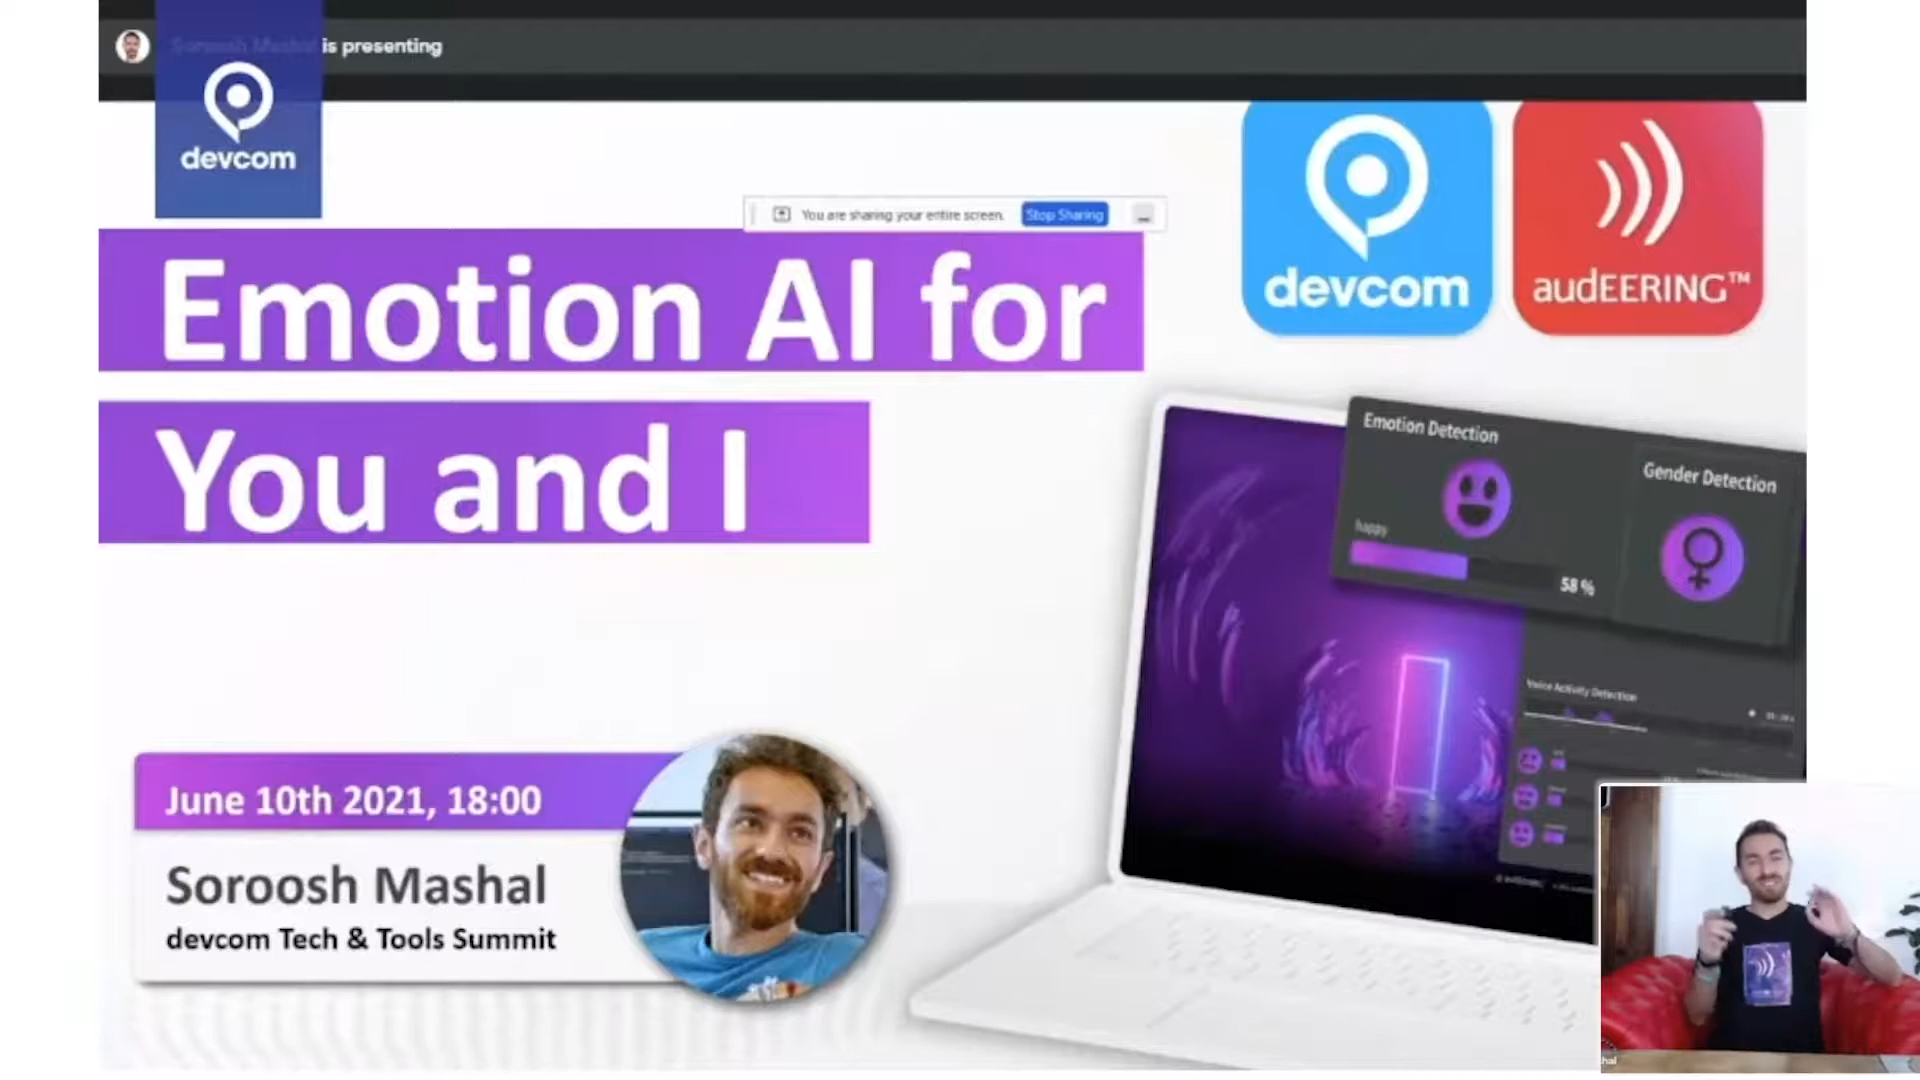 Soroosh Mashal is presenting
devcom
You are sharing your entire screen.
Stop Sharing
devcom
audEERING™
Emotion AI for
You and I
Emotion Detection
Gender Detection
happy
58 %
Voice Activity Detection
June 10th 2021, 18:00
Soroosh Mashal
devcom Tech & Tools Summit